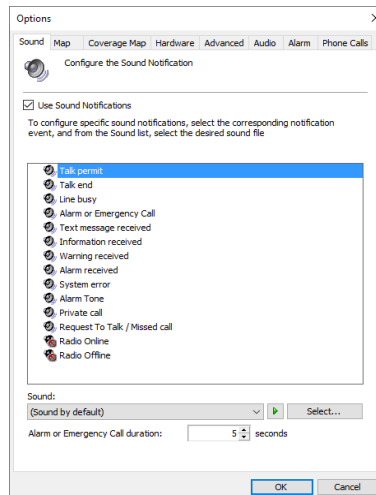 Options
Sound Map Coverage Map Hardware Advanced Audio Alarm Phone Calls
Configure the Sound Notification
Use Sound Notifications
To configure specific sound notifications, select the corresponding notification
event, and from the Sound list, select the desired sound file
Talk permit
Talk end
Line busy
Alarm or Emergency Call
Text message received
Information received
Warning received
Alarm received
System error
Alarm Tone
Private call
Request To Talk / Missed call
Radio Online
Radio Offline
Sound:
(Sound by default) Select...
Alarm or Emergency Call duration: 5 seconds
OK Cancel